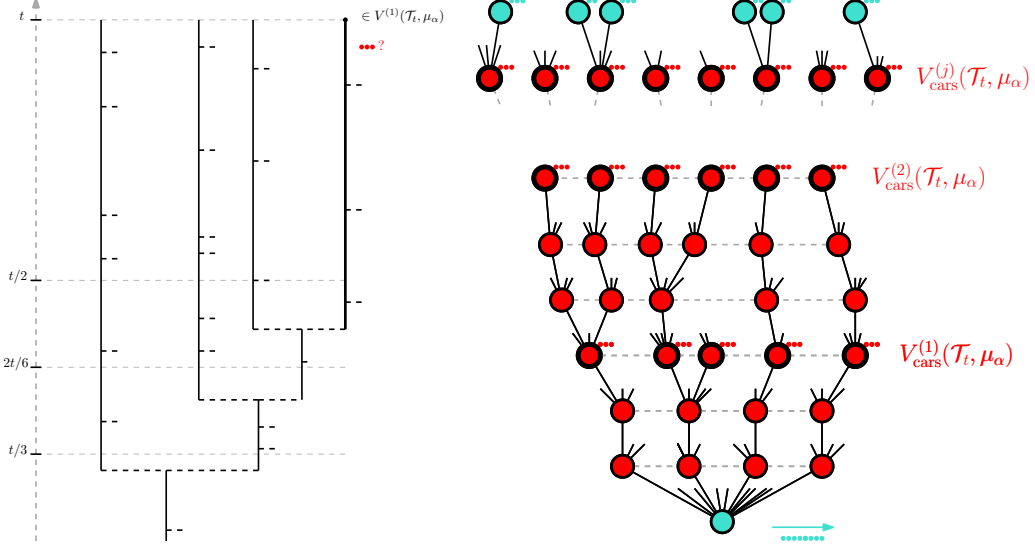 t
∈ V^{(1)}(𝒯_t, μ_α)
?
t/2
2t/6
t/3
V_{cars}^{(j)}(𝒯_t, μ_α)
V_{cars}^{(2)}(𝒯_t, μ_α)
V_{cars}^{(1)}(𝒯_t, μ_α)